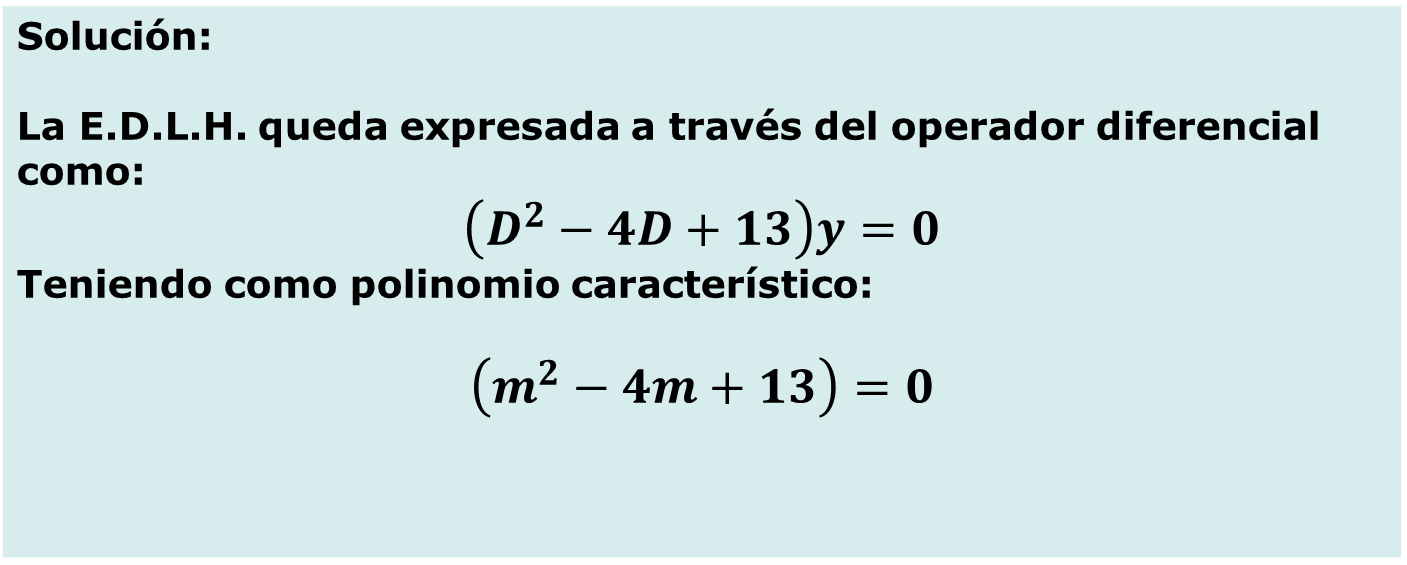 Solución:
La E.D.L.H. queda expresada a través del operador diferencial
como:
(D² − 4D + 13)y = 0
Teniendo como polinomio característico:
(m² − 4m + 13) = 0